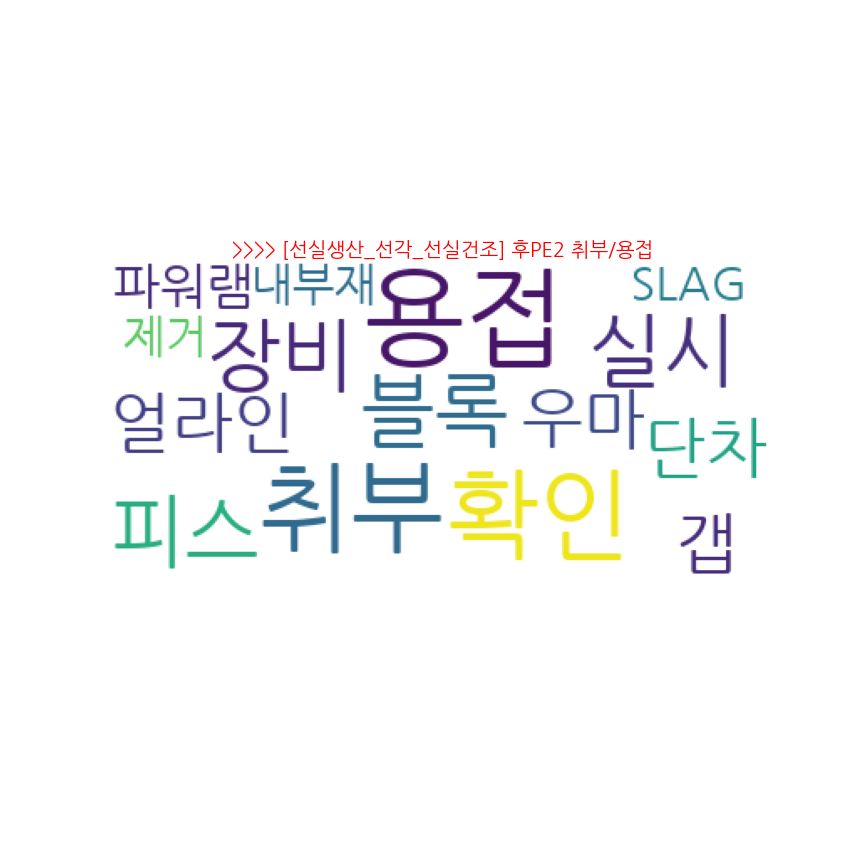 >>>> [선실생산_선각_선실건조] 후PE2 취부/용접
파워램 내부재 용접 SLAG
제거 장비 실시
얼라인 블록 우마 단차
피스 취부 확인 갭